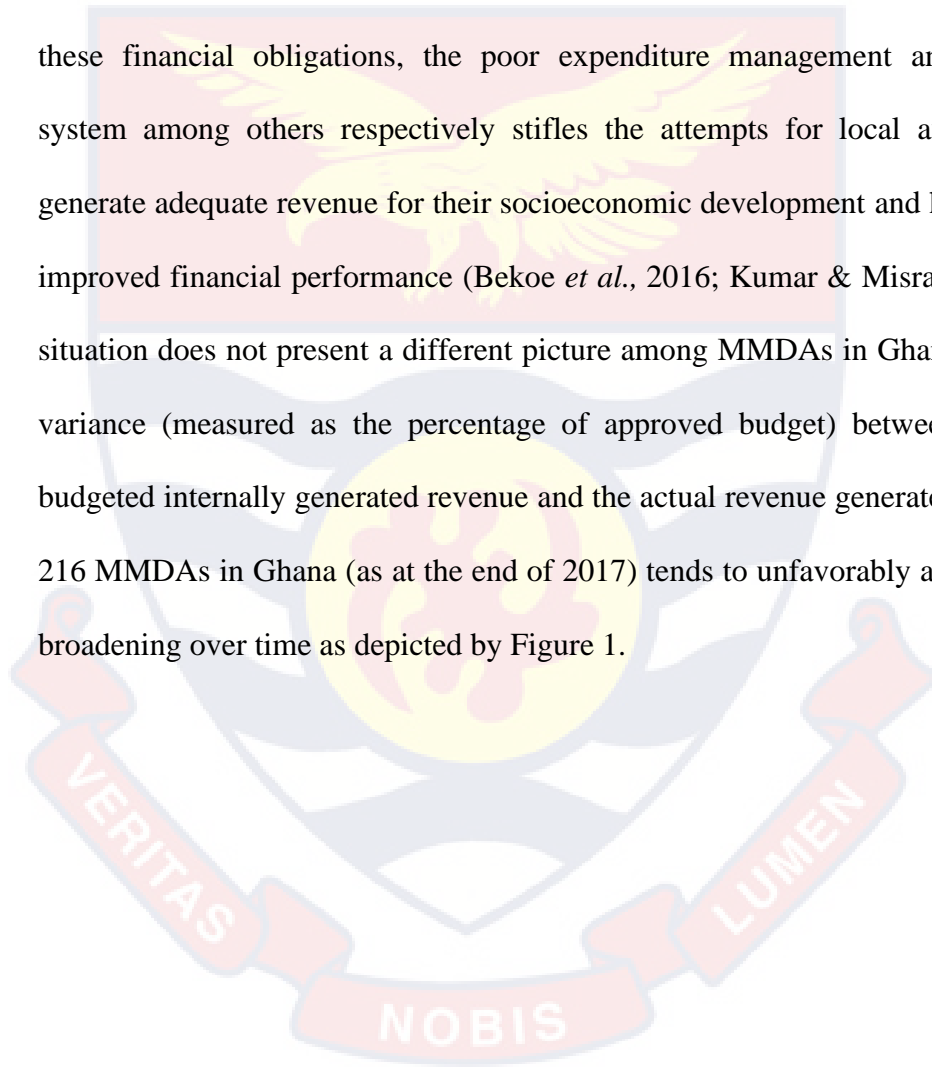 these financial obligations, the poor expenditure management an
system among others respectively stifles the attempts for local a
generate adequate revenue for their socioeconomic development and
improved financial performance (Bekoe et al., 2016; Kumar & Misra
situation does not present a different picture among MMDAs in Ghan
variance (measured as the percentage of approved budget) betwee
budgeted internally generated revenue and the actual revenue generate
216 MMDAs in Ghana (as at the end of 2017) tends to unfavorably a
broadening over time as depicted by Figure 1.
VERITAS
NOBIS
LUMEN